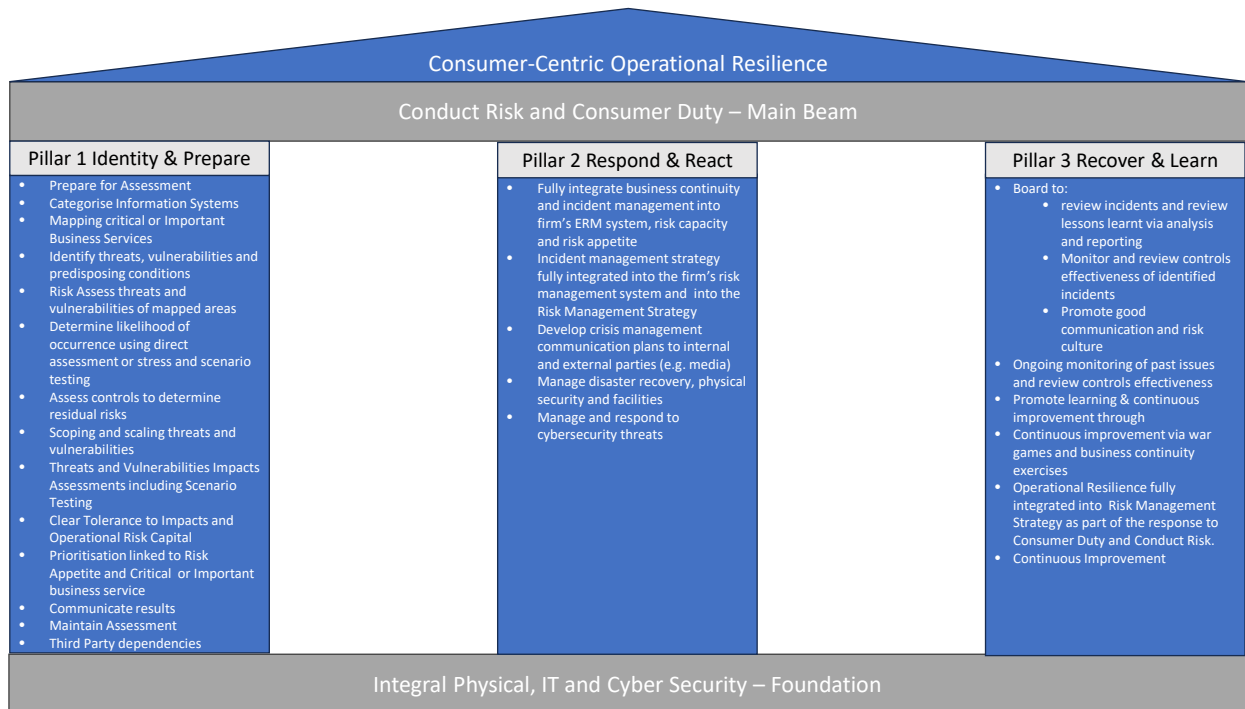 Consumer-Centric Operational Resilience
Conduct Risk and Consumer Duty – Main Beam
Pillar 1 Identity & Prepare
• Prepare for Assessment
• Categorise Information Systems
• Mapping critical or Important
Business Services
• Identify threats, vulnerabilities and
predisposing conditions
• Risk Assess threats and
vulnerabilities of mapped areas
• Determine likelihood of
occurrence using direct
assessment or stress and scenario
testing
• Assess controls to determine
residual risks
• Scoping and scaling threats and
vulnerabilities
• Threats and Vulnerabilities Impacts
Assessments including Scenario
Testing
• Clear Tolerance to Impacts and
Operational Risk Capital
• Prioritisation linked to Risk
Appetite and Critical or Important
business service
• Communicate results
• Maintain Assessment
• Third Party dependencies
Pillar 2 Respond & React
• Fully integrate business continuity
and incident management into
firm's ERM system, risk capacity
and risk appetite
• Incident management strategy
fully integrated into the firm's risk
management system and into the
Risk Management Strategy
• Develop crisis management
communication plans to internal
and external parties (e.g. media)
• Manage disaster recovery, physical
security and facilities
• Manage and respond to
cybersecurity threats
Pillar 3 Recover & Learn
• Board to:
• review incidents and review
lessons learnt via analysis
and reporting
• Monitor and review controls
effectiveness of identified
incidents
• Promote good
communication and risk
culture
• Ongoing monitoring of past issues
and review controls effectiveness
• Promote learning & continuous
improvement through
• Continuous improvement via war
games and business continuity
exercises
• Operational Resilience fully
integrated into Risk Management
Strategy as part of the response to
Consumer Duty and Conduct Risk.
• Continuous Improvement
Integral Physical, IT and Cyber Security – Foundation